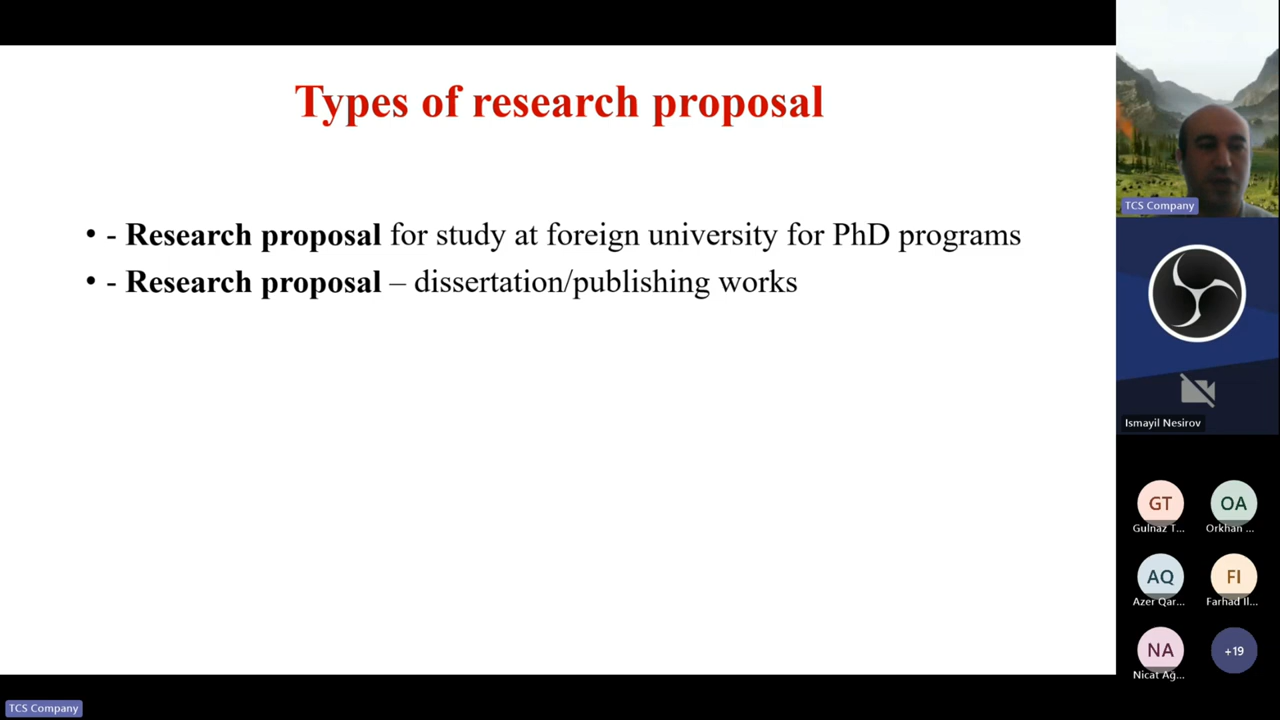 Types of research proposal
• - Research proposal for study at foreign university for PhD programs
• - Research proposal – dissertation/publishing works
TCS Company
Ismayil Nesirov
GT
OA
Gulnaz T...
Orkhan ...
AQ
FI
Azer Qar...
Farhad Il...
NA
+19
Nicat Ağ...
TCS Company